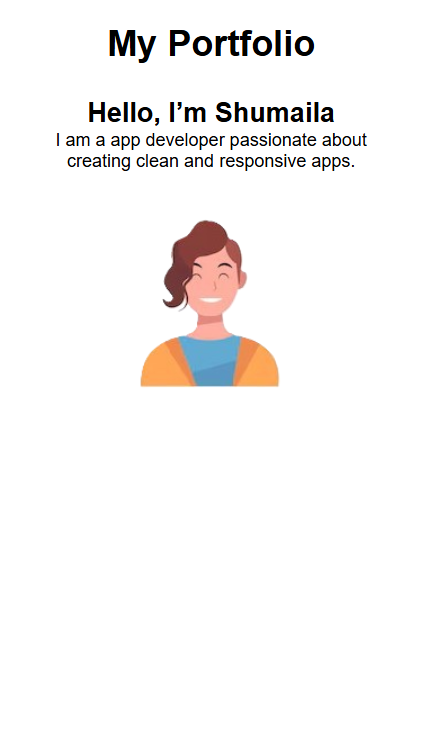 My Portfolio
Hello, I’m Shumaila
I am a app developer passionate about
creating clean and responsive apps.